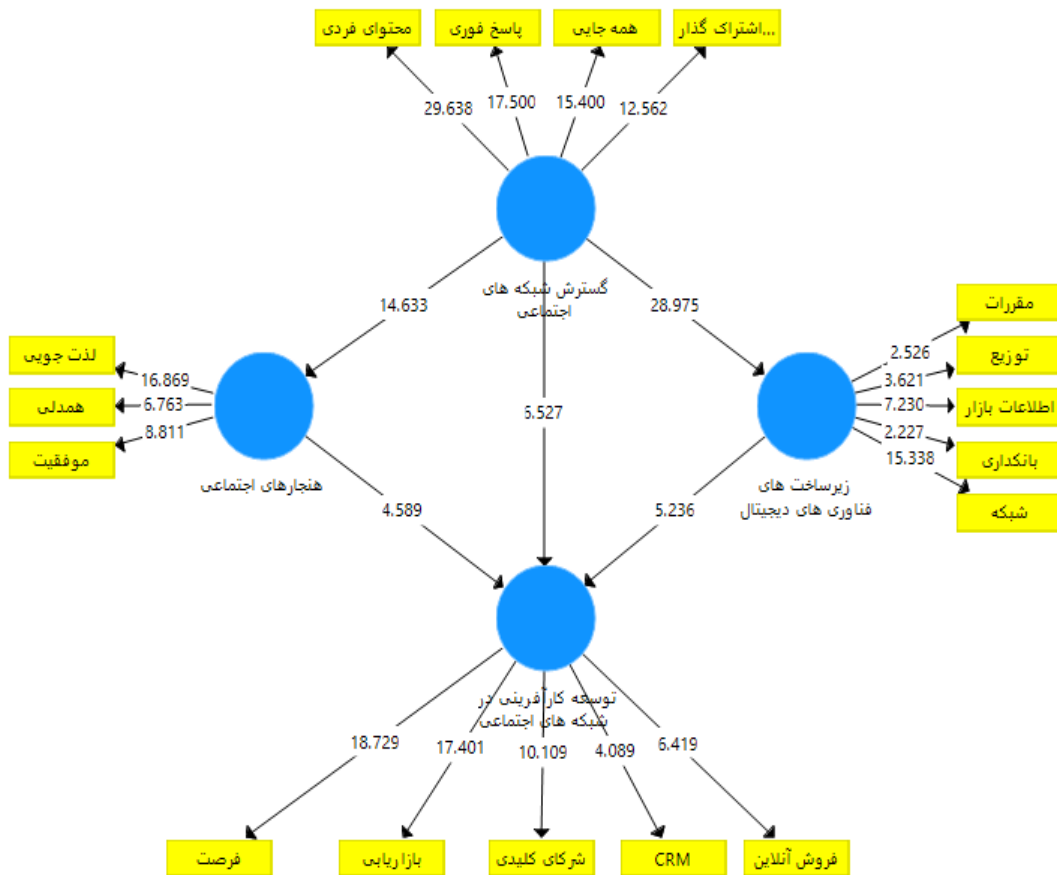 محتوای فردی
پاسخ فوری
همه جایی
اشتراک گذار...
29.638
17.500
15.400
12.562
گسترش شبکه های
اجتماعی
14.633
28.975
6.527
لذت جویی
همدلی
موفقیت
16.869
6.763
8.811
هنجارهای اجتماعی
مقررات
توزیع
اطلاعات بازار
بانکداری
شبکه
2.526
3.621
7.230
2.227
15.338
زیرساخت های
فناوری های دیجیتال
4.589
5.236
توسعه کارآفرینی در
شبکه های اجتماعی
18.729
17.401
10.109
4.089
6.419
فرصت
بازاریابی
شرکای کلیدی
CRM
فروش آنلاین